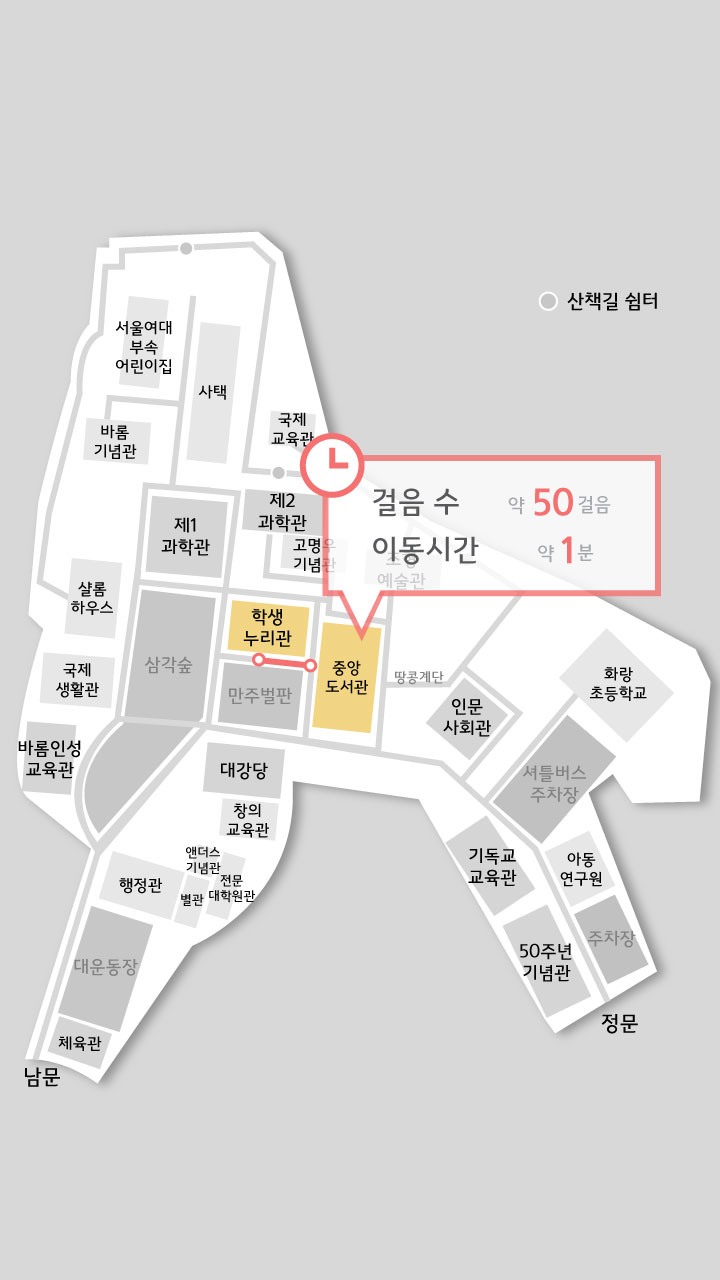 산책길 쉼터
서울여대
부속
어린이집
사택
바롬
기념관
국제
교육관
걸음 수 약 50 걸음
이동시간 약 1 분
제1
과학관
제2
과학관
고명우
기념관
조형
예술관
샬롬
하우스
학생
누리관
삼각숲
국제
생활관
만주벌판
중앙
도서관
땅콩계단
화랑
초등학교
인문
사회관
바롬인성
교육관
대강당
셔틀버스
주차장
창의
교육관
앤더스
기념관
전문
대학원관
별관
행정관
기독교
교육관
아동
연구원
대운동장
50주년
기념관
주차장
체육관
정문
남문